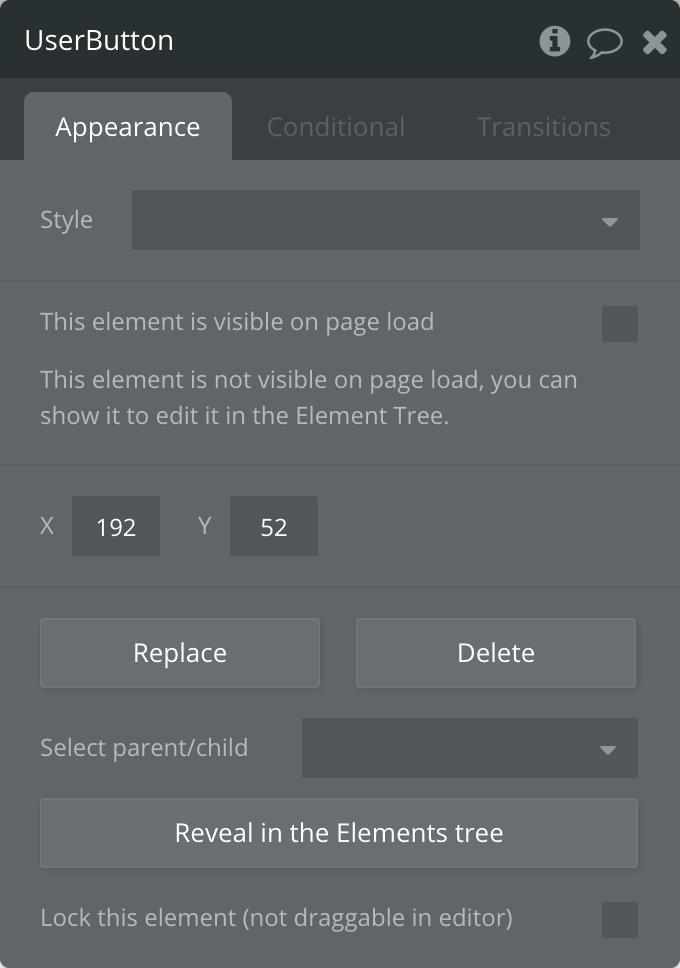 UserButton
Appearance
Conditional
Transitions
Style
This element is visible on page load
This element is not visible on page load, you can
show it to edit it in the Element Tree.
X 192 Y 52
Replace
Delete
Select parent/child
Reveal in the Elements tree
Lock this element (not draggable in editor)